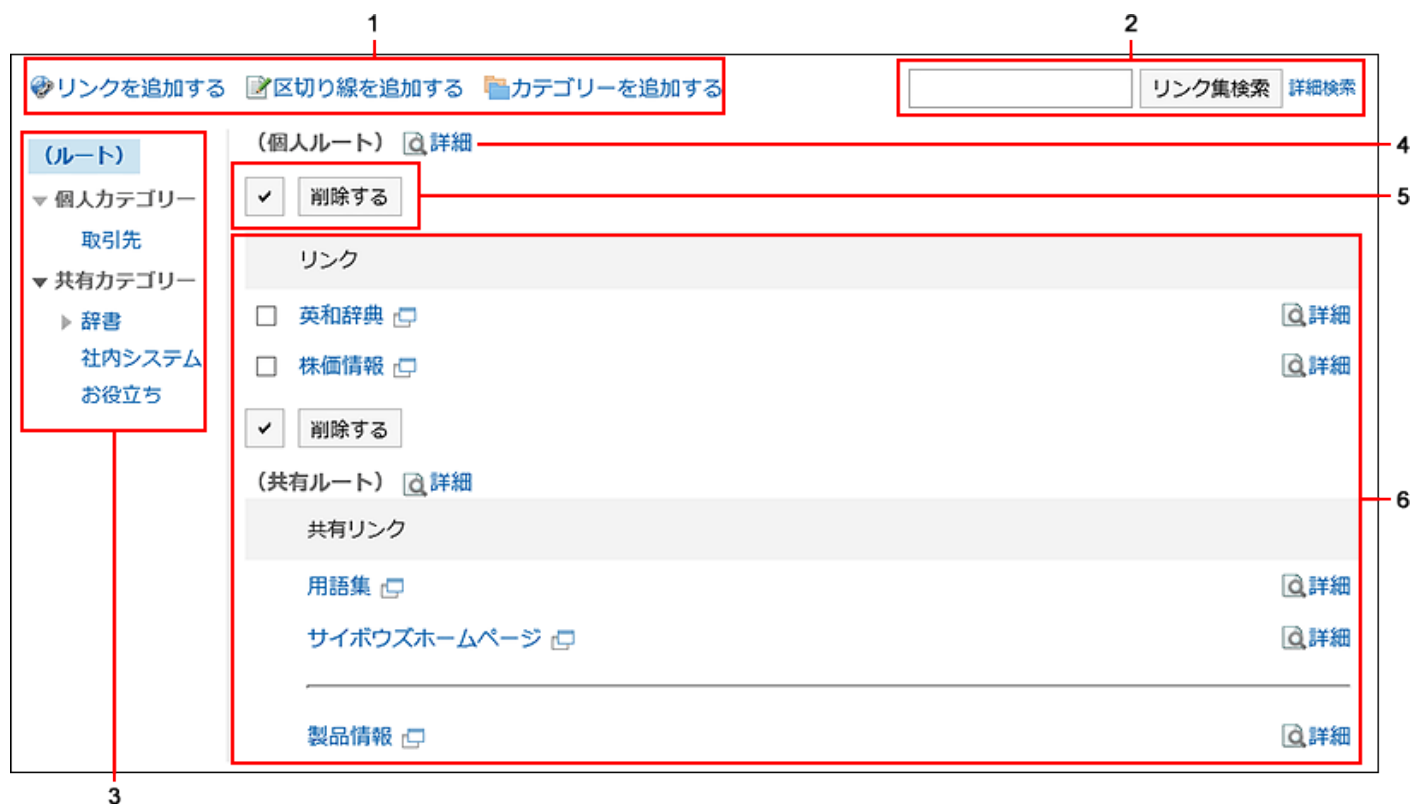 1
2
リンクを追加する 区切り線を追加する カテゴリーを追加する
リンク集検索 詳細検索
(ルート)
個人カテゴリー
取引先
共有カテゴリー
辞書
社内システム
お役立ち
3
(個人ルート) 詳細
4
削除する
5
リンク
英和辞典 詳細
株価情報 詳細
削除する
(共有ルート) 詳細
6
共有リンク
用語集 詳細
サイボウズホームページ 詳細
製品情報 詳細